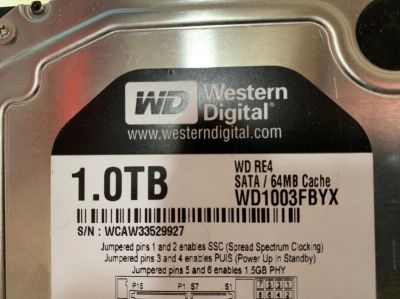 WD Western
Digital®
www.westerndigital.com
1.0TB
WD RE4
SATA / 64MB Cache
WD1003FBYX
S/N : WCAW33529927
Jumpered pins 1 and 2 enables SSC (Spread Spectrum Clocking)
Jumpered pins 3 and 4 enables PUIS (Power Up in Standby)
Jumpered pins 5 and 6 enables 1.5GB PHY
P15 P1 S7 S1